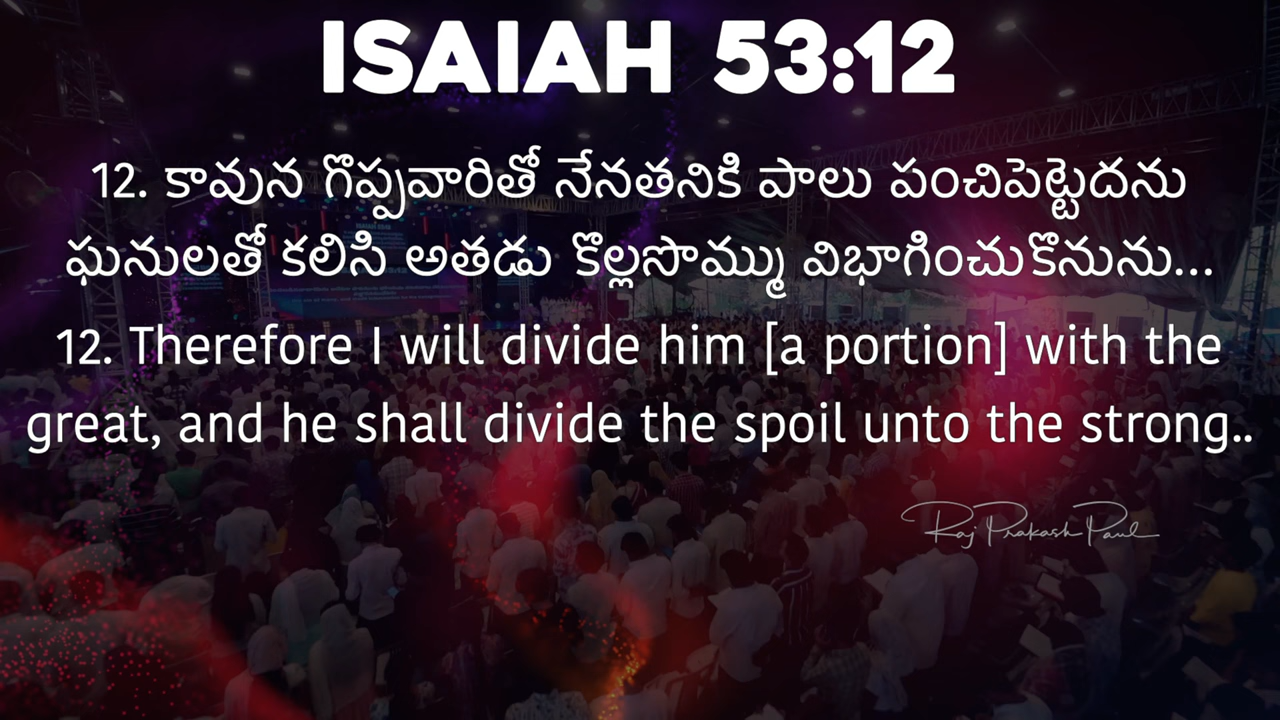 ISAIAH 53:12
12. కావున గొప్పవారితో నేనతనికి పాలు పంచిపెట్టెదను
ఘనులతో కలిసి అతడు కొల్లసొమ్ము విభాగించుకొనును...
12. Therefore I will divide him [a portion] with the
great, and he shall divide the spoil unto the strong..
Raj Prakash Paul